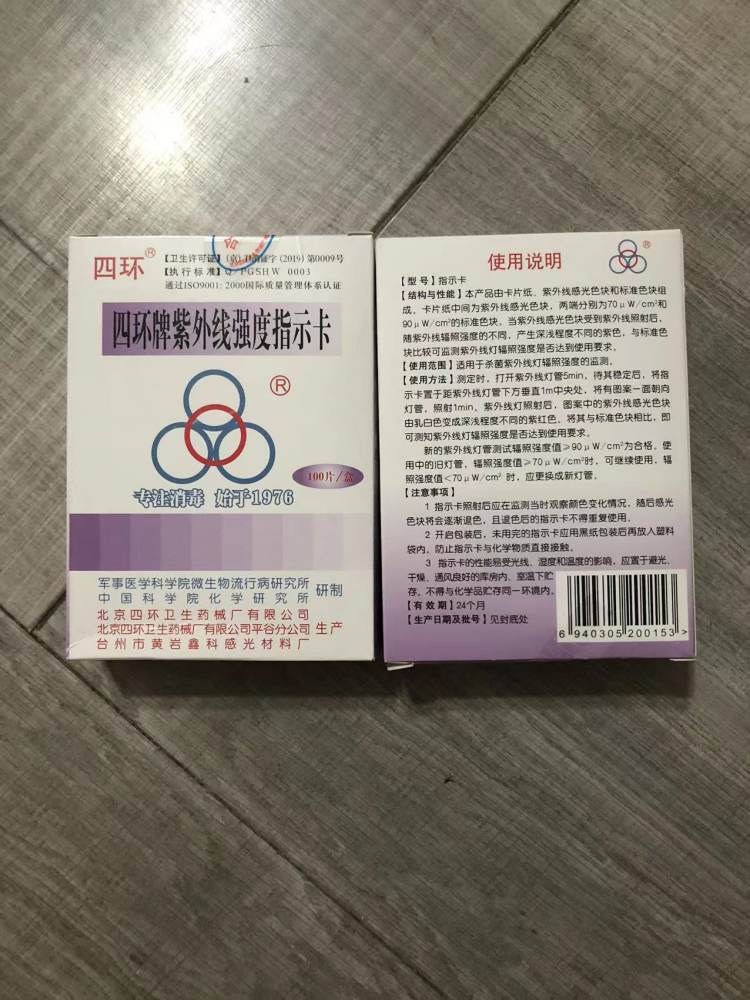 四环®
【卫生许可证】(京)卫消证字(2019)第0009号
【执行标准】Q/PGSHW 0003
通过ISO9001: 2000国际质量管理体系认证
四环牌紫外线强度指示卡
®
100片/盒
专注消毒 始于1976
军事医学科学院微生物流行病研究所
中国科学院化学研究所
研制
北京四环卫生药械厂有限公司
北京四环卫生药械厂有限公司平谷分公司
台州市黄岩鑫科感光材料厂
生产
使用说明
®
【型号】指示卡
【结构与性能】本产品由卡片纸、紫外线感光色块和标准色块组
成。卡片纸中间为紫外线感光色块，两端分别为70μW/cm²和
90μW/cm²的标准色块。当紫外线感光色块受到紫外线照射后，
随紫外线辐照强度的不同，产生深浅程度不同的紫色，与标准色
块比较可监测紫外线灯辐照强度是否达到使用要求。
【使用范围】适用于杀菌紫外线灯辐照强度的监测。
【使用方法】测定时，打开紫外线灯管5min，待其稳定后，将指
示卡置于距紫外线灯管下方垂直1m中央处，将有图案一面朝向
灯管，照射1min。紫外线灯照射后，图案中的紫外线感光色块
由乳白色变成深浅程度不同的紫红色。将其与标准色块相比，即
可测知紫外线灯辐照强度是否达到使用要求。
新的紫外线灯管测试辐照强度值≥90μW/cm²为合格。使
用中的旧灯管，辐照强度值≥70μW/cm²时，可继续使用，辐
照强度值<70μW/cm²时，应更换成新灯管。
【注意事项】
1 指示卡照射后应在监测当时观察颜色变化情况，随后感光
色块将会逐渐退色，且退色后的指示卡不得重复使用。
2 开启包装后，未用完的指示卡应用黑纸包装后再放入塑料
袋内，防止指示卡与化学物质直接接触。
3 指示卡的性能易受光线、湿度和温度的影响，应置于避光、
干燥、通风良好的库房内、室温下贮
存，不得与化学品贮存同一环境内。
【有效期】24个月
【生产日期及批号】见封底处
6 940305 200153 >